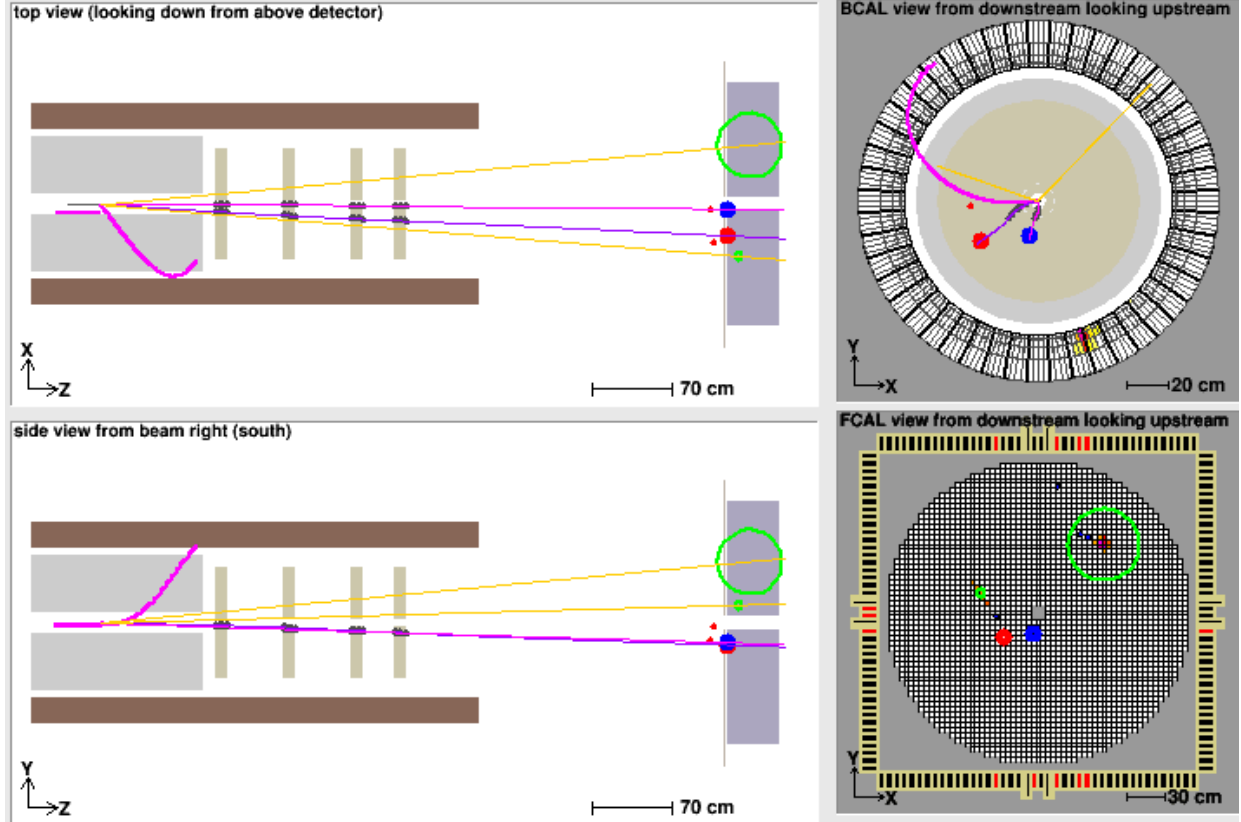 top view (looking down from above detector)
X
Z
70 cm
BCAL view from downstream looking upstream
Y
X
20 cm
side view from beam right (south)
Y
Z
70 cm
FCAL view from downstream looking upstream
Y
X
30 cm